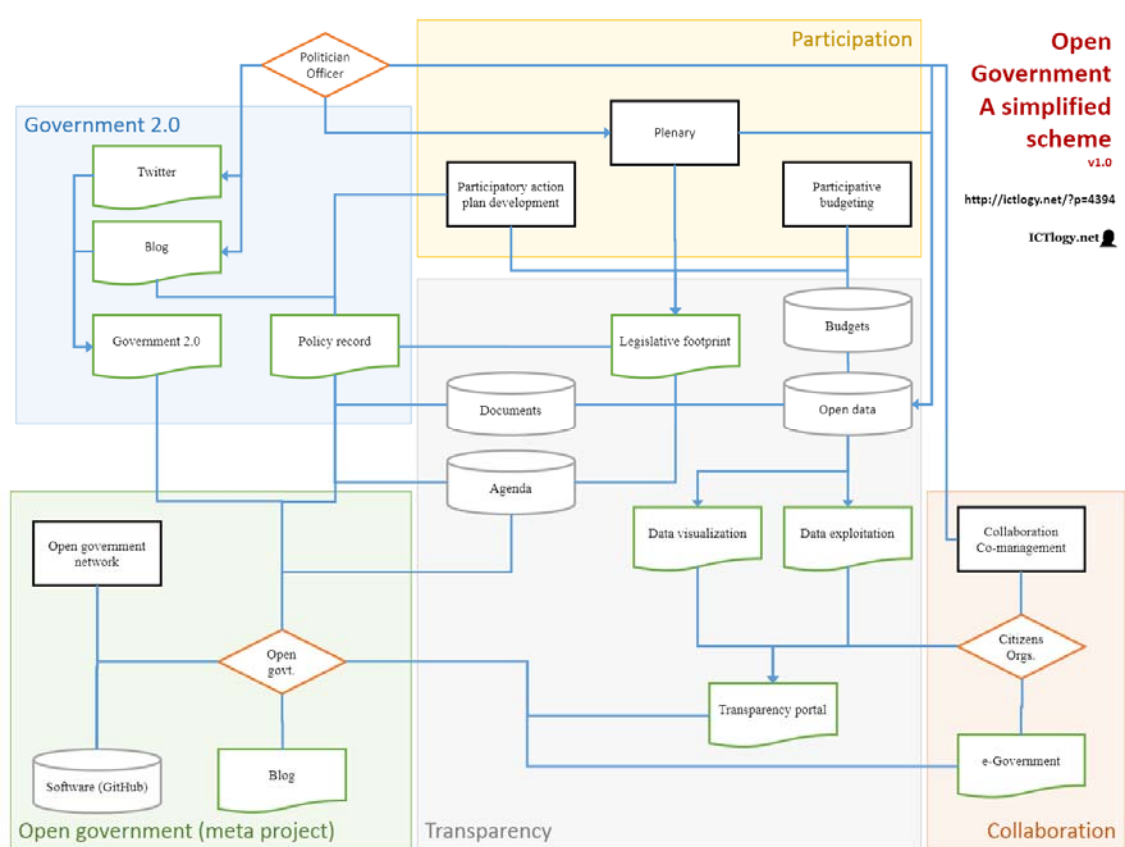 Politician
Officer
Participation
Open
Government
A simplified
scheme
v1.0
http://ictlogy.net/?p=4394
ICTlogy.net
Government 2.0
Plenary
Twitter
Participatory action
plan development
Participative
budgeting
Blog
Government 2.0
Policy record
Legislative footprint
Budgets
Documents
Open data
Agenda
Open government
network
Data visualization
Data exploitation
Collaboration
Co-management
Open
govt.
Citizens
Orgs.
Transparency portal
Software (GitHub)
Blog
e-Government
Open government (meta project)
Transparency
Collaboration